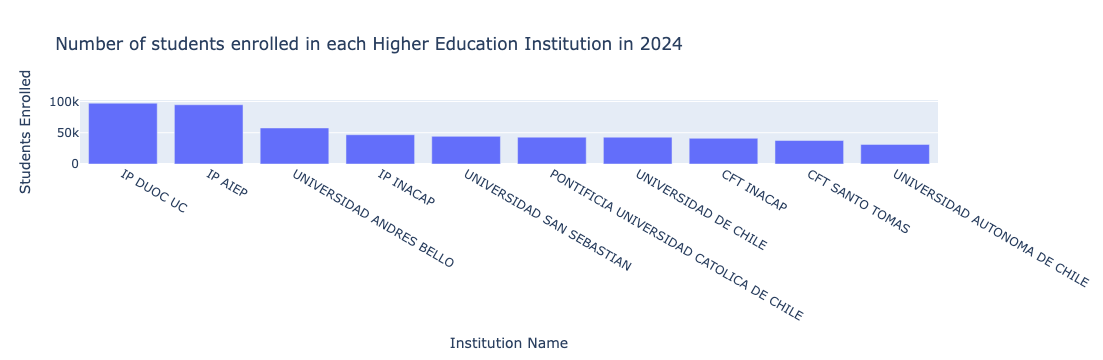 Number of students enrolled in each Higher Education Institution in 2024
Students Enrolled
100k
50k
0
IP DUOC UC
IP AIEP
UNIVERSIDAD ANDRES BELLO
IP INACAP
UNIVERSIDAD SAN SEBASTIAN
PONTIFICIA UNIVERSIDAD CATOLICA DE CHILE
UNIVERSIDAD DE CHILE
CFT INACAP
CFT SANTO TOMAS
UNIVERSIDAD AUTONOMA DE CHILE
Institution Name